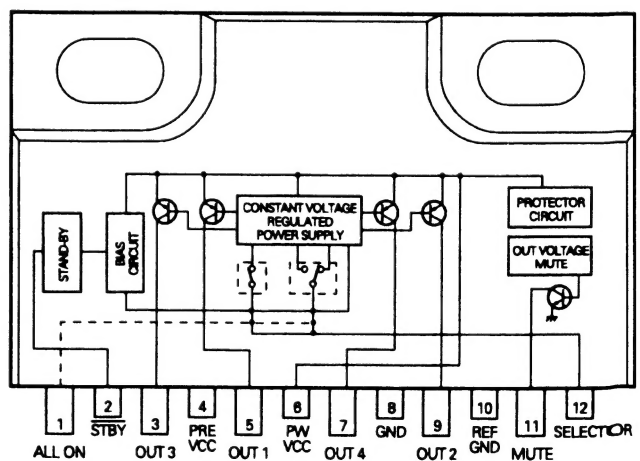 CONSTANT VOLTAGE
REGULATED
POWER SUPPLY
PROTECTOR
CIRCUIT
STAND-BY
BIAS
CIRCUIT
OUT VOLTAGE
MUTE
1
2
3
4
5
6
7
8
9
10
11
12
ALL ON
STBY
OUT 3
PRE
VCC
OUT 1
PW
VCC
OUT 4
GND
OUT 2
REF
GND
MUTE
SELECTOR